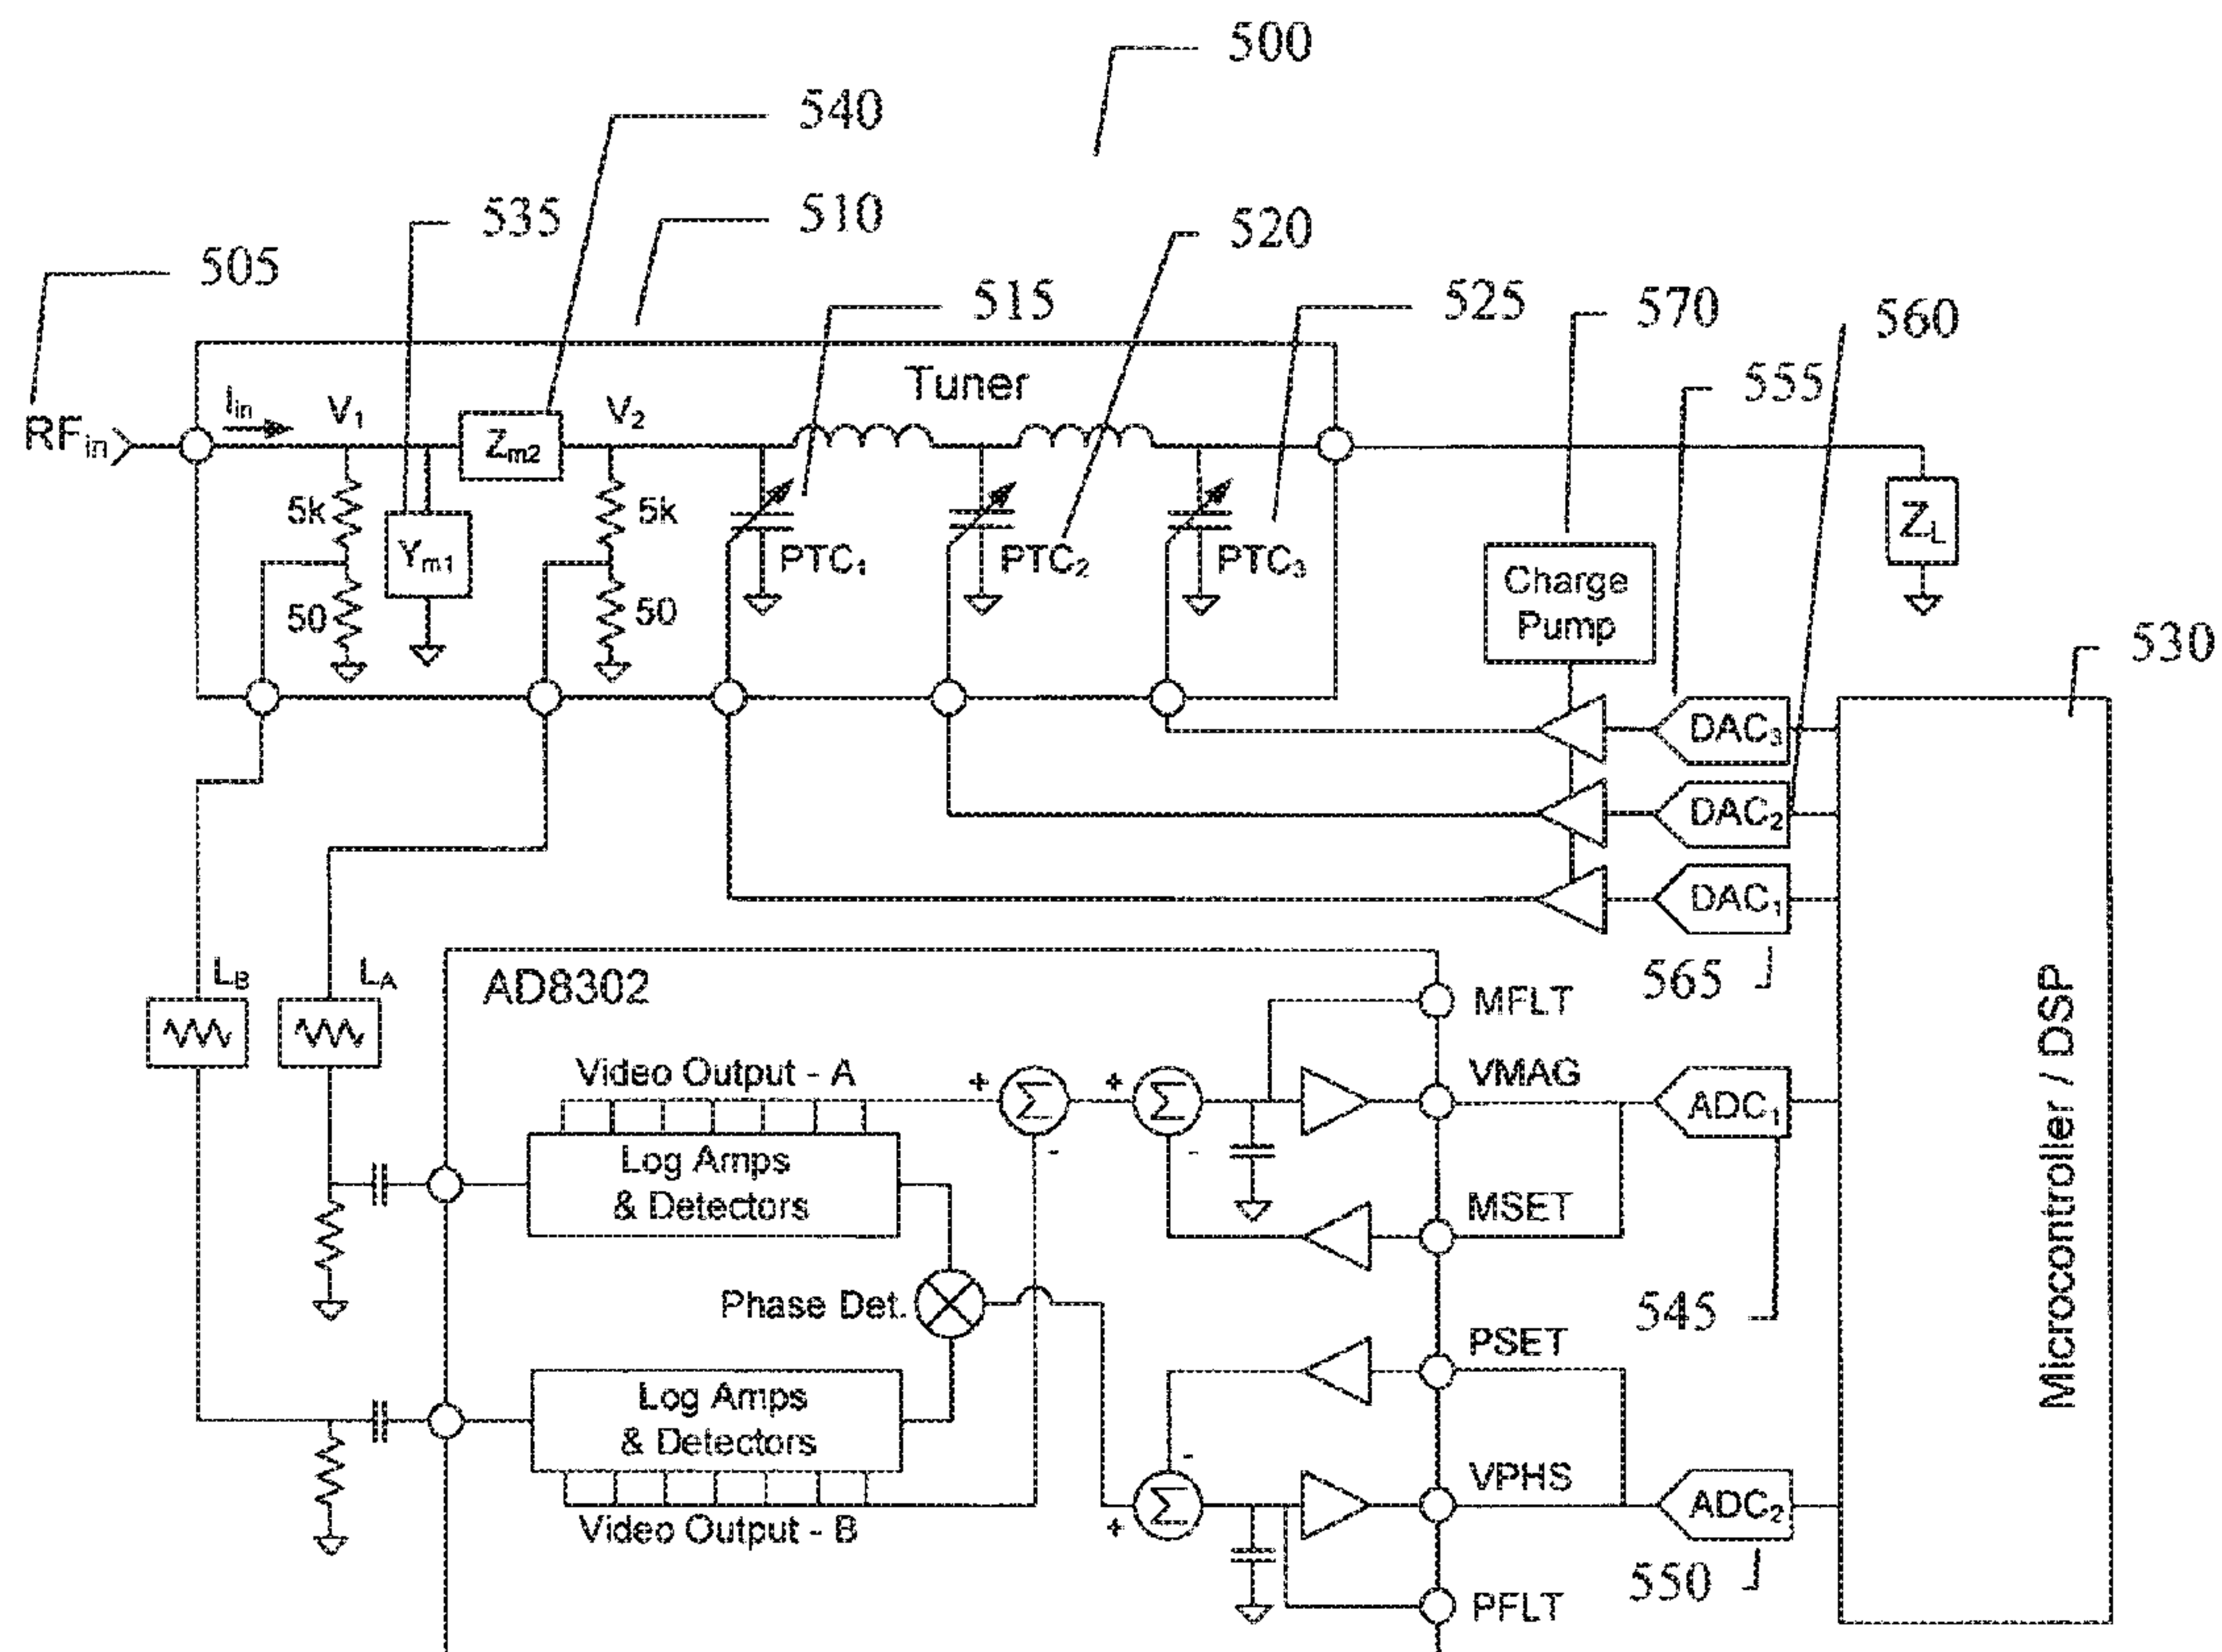 500
540
535
510
520
505
515
525
570
560
555
Tuner
RFin
Iin
V1
Zm2
V2
5k
Ym1
5k
50
50
PTC1
PTC2
PTC3
Charge
Pump
ZL
530
DAC3
DAC2
DAC1
565
LB
LA
AD8302
MFLT
Video Output - A
+
+
Σ
Σ
-
-
VMAG
ADC1
Log Amps
& Detectors
MSET
Microcontroller / DSP
545
Phase Det.
PSET
Log Amps
& Detectors
-
Σ
+
VPHS
ADC2
Video Output - B
550
PFLT